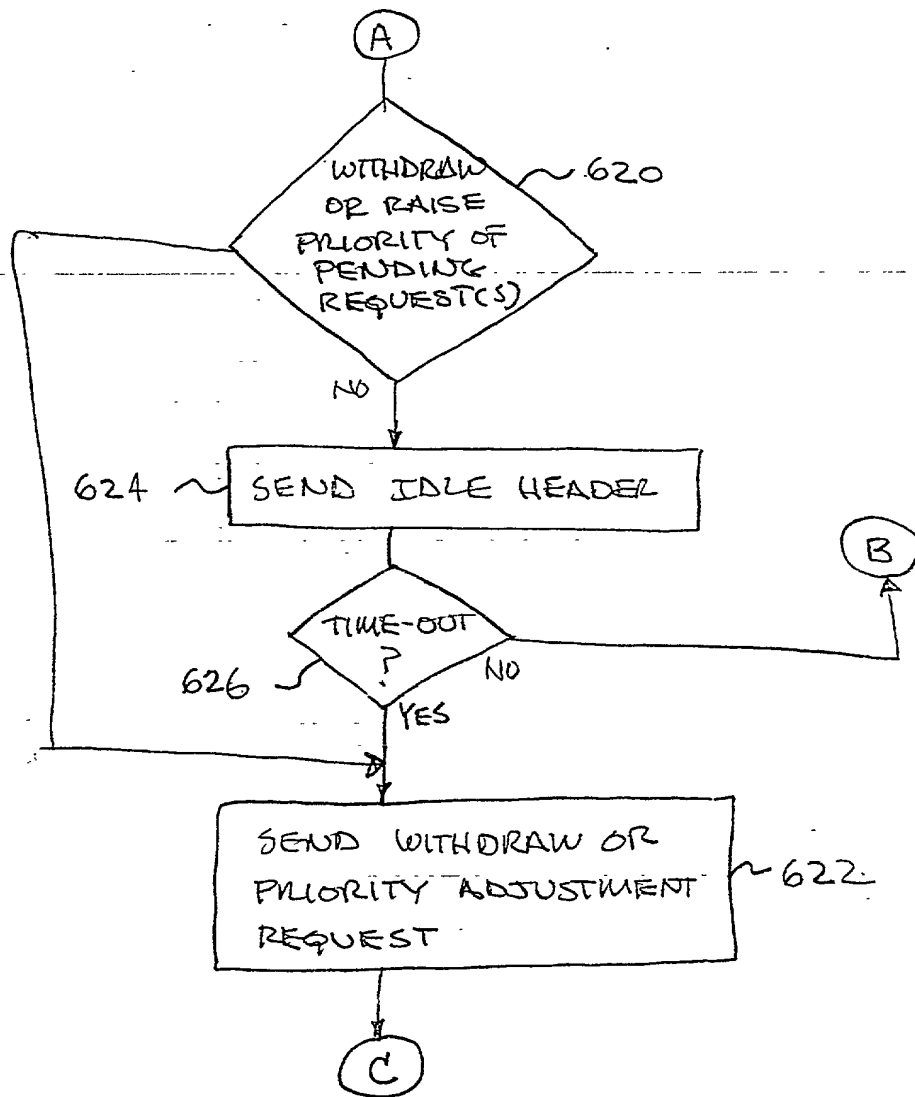 A
WITHDRAW
OR RAISE
PRIORITY OF
PENDING
REQUEST(S)
620
NO
624
SEND IDLE HEADER
B
TIME-OUT
?
NO
626
YES
SEND WITHDRAW OR
PRIORITY ADJUSTMENT
REQUEST
622
C